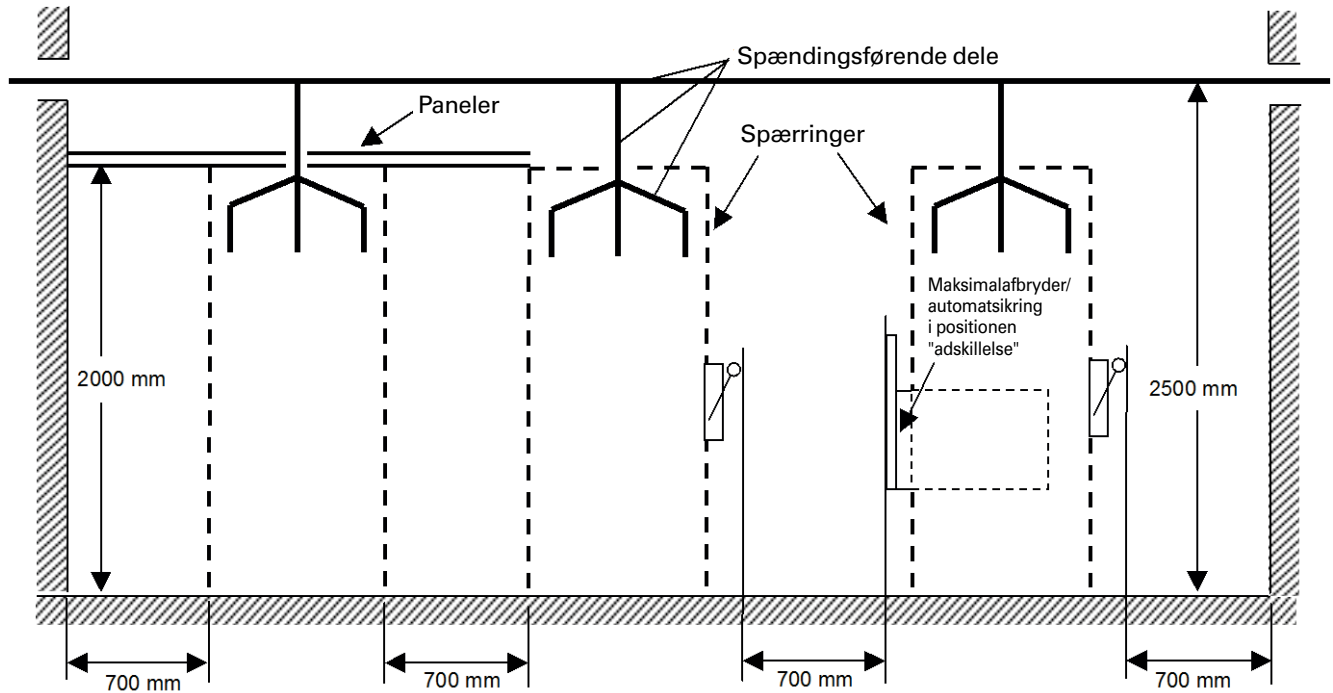 Spændingsførende dele
Paneler
Spærringer
Maksimalafbryder/
automatsikring
i positionen
"adskillelse"
2000 mm
2500 mm
700 mm
700 mm
700 mm
700 mm